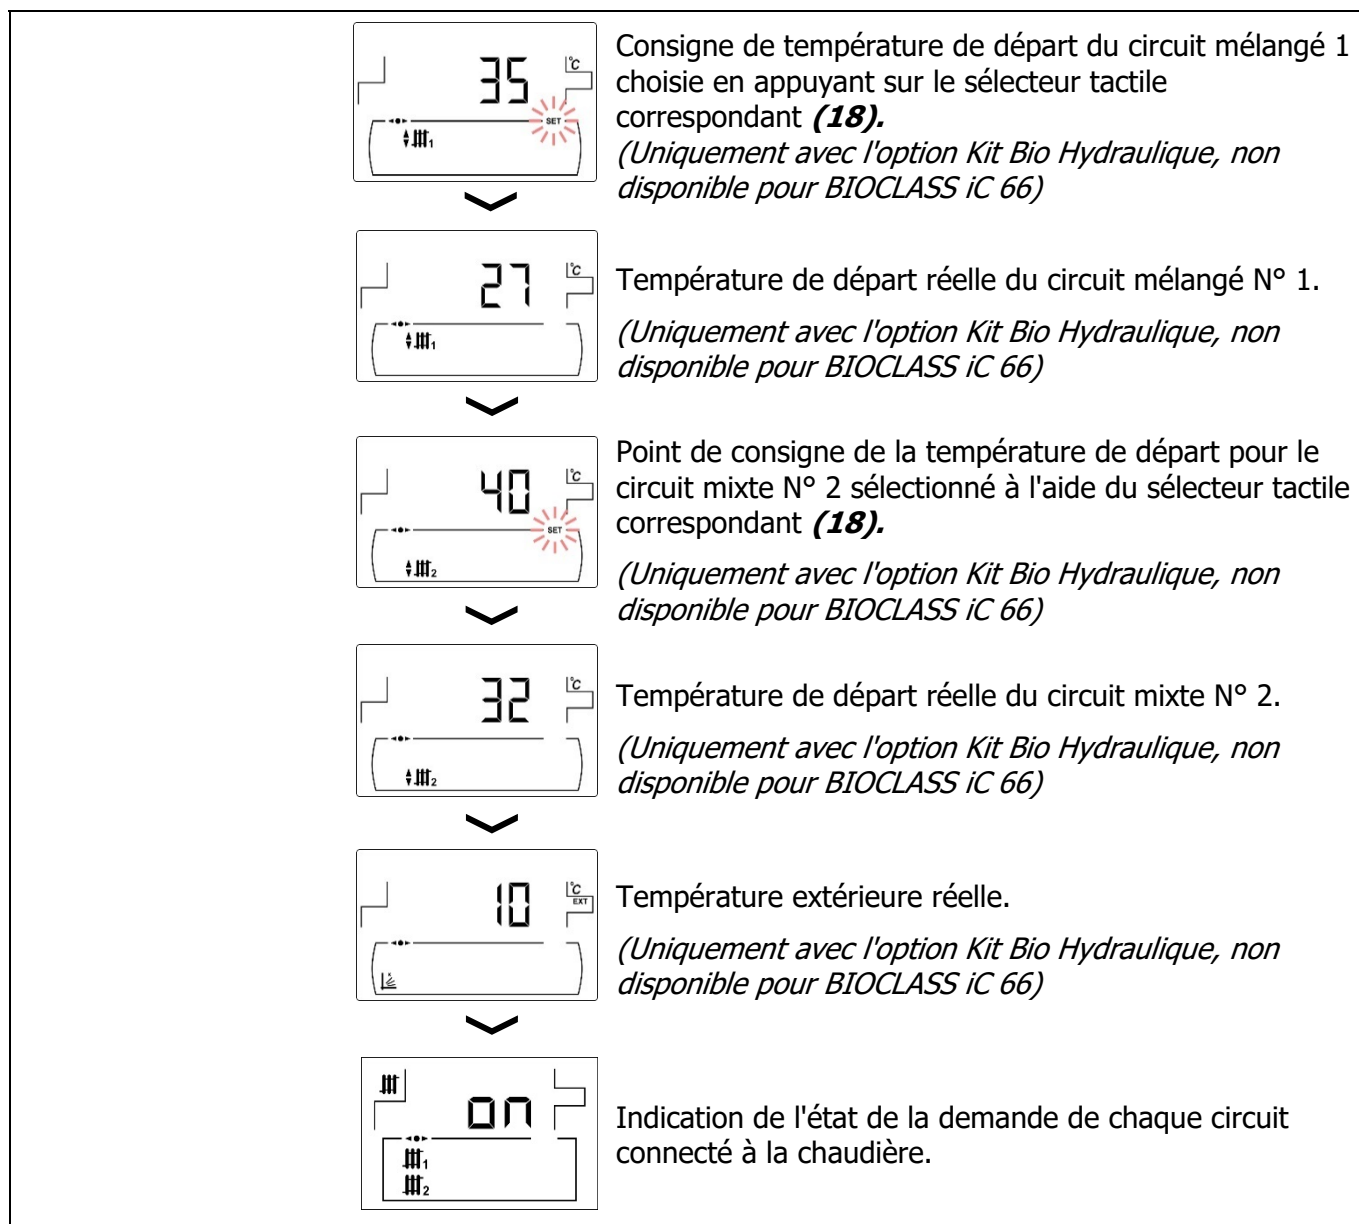 35 °C
SET
1
Consigne de température de départ du circuit mélangé 1
choisie en appuyant sur le sélecteur tactile
correspondant (18).
(Uniquement avec l'option Kit Bio Hydraulique, non
disponible pour BIOCLASS iC 66)
27 °C
1
Température de départ réelle du circuit mélangé N° 1.
(Uniquement avec l'option Kit Bio Hydraulique, non
disponible pour BIOCLASS iC 66)
40 °C
SET
2
Point de consigne de la température de départ pour le
circuit mixte N° 2 sélectionné à l'aide du sélecteur tactile
correspondant (18).
(Uniquement avec l'option Kit Bio Hydraulique, non
disponible pour BIOCLASS iC 66)
32 °C
2
Température de départ réelle du circuit mixte N° 2.
(Uniquement avec l'option Kit Bio Hydraulique, non
disponible pour BIOCLASS iC 66)
10 °C
EXT
Température extérieure réelle.
(Uniquement avec l'option Kit Bio Hydraulique, non
disponible pour BIOCLASS iC 66)
on
1
2
Indication de l'état de la demande de chaque circuit
connecté à la chaudière.